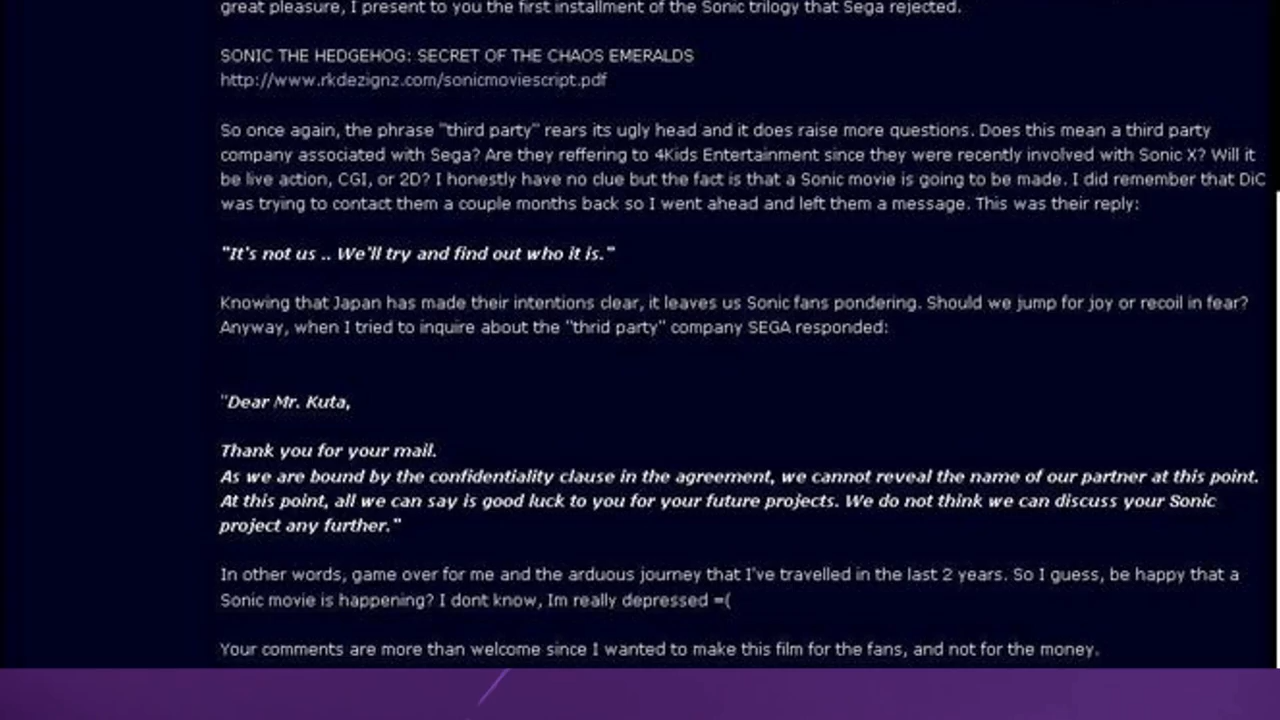 great pleasure, I present to you the first installment of the Sonic trilogy that Sega rejected.
SONIC THE HEDGEHOG: SECRET OF THE CHAOS EMERALDS
http://www.rkdezignz.com/sonicmoviescript.pdf
So once again, the phrase "third party" rears its ugly head and it does raise more questions. Does this mean a third party
company associated with Sega? Are they reffering to 4Kids Entertainment since they were recently involved with Sonic X? Will it
be live action, CGI, or 2D? I honestly have no clue but the fact is that a Sonic movie is going to be made. I did remember that DiC
was trying to contact them a couple months back so I went ahead and left them a message. This was their reply:
"It's not us .. We'll try and find out who it is."
Knowing that Japan has made their intentions clear, it leaves us Sonic fans pondering. Should we jump for joy or recoil in fear?
Anyway, when I tried to inquire about the "thrid party" company SEGA responded:
"Dear Mr. Kuta,
Thank you for your mail.
As we are bound by the confidentiality clause in the agreement, we cannot reveal the name of our partner at this point.
At this point, all we can say is good luck to you for your future projects. We do not think we can discuss your Sonic
project any further."
In other words, game over for me and the arduous journey that I've travelled in the last 2 years. So I guess, be happy that a
Sonic movie is happening? I dont know, Im really depressed =(
Your comments are more than welcome since I wanted to make this film for the fans, and not for the money.